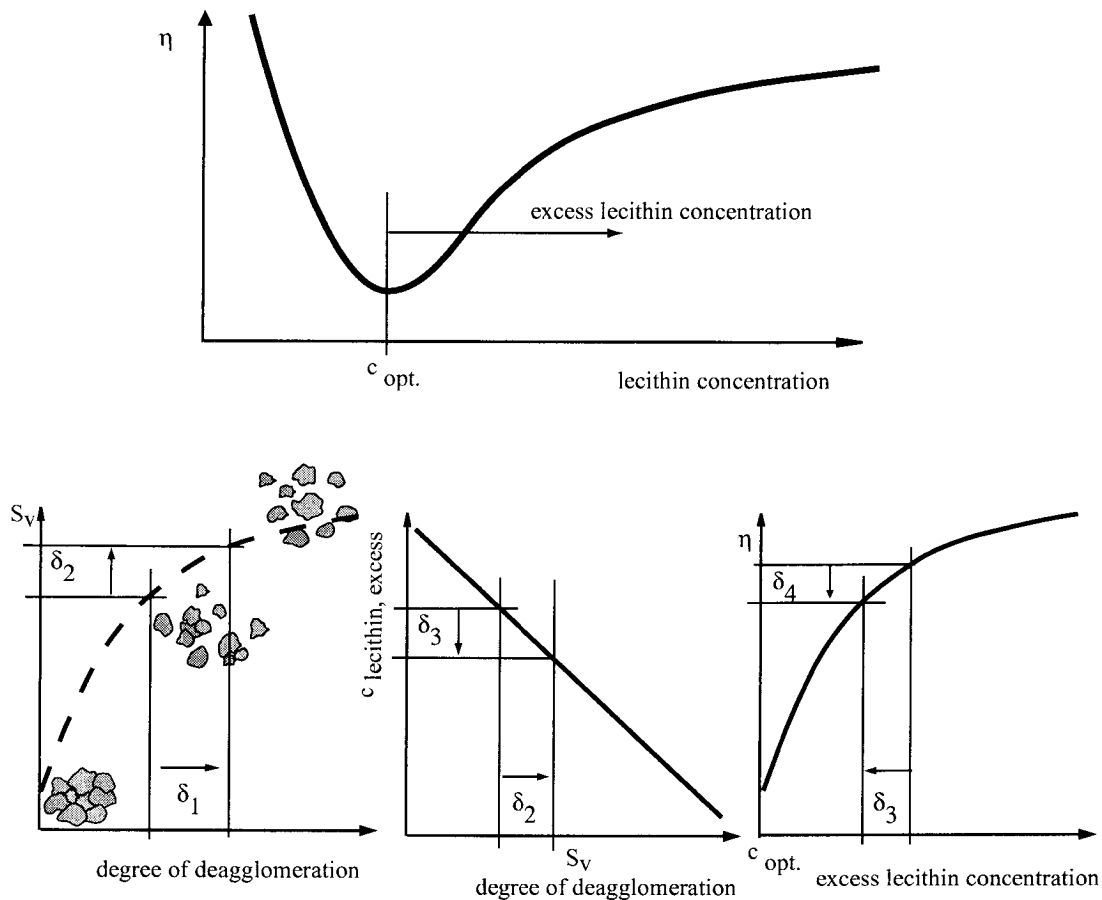 η
excess lecithin concentration
c opt.
lecithin concentration
Sv
δ2
δ1
degree of deagglomeration
c lecithin, excess
δ3
δ2
Sv
degree of deagglomeration
η
δ4
δ3
c opt.
excess lecithin concentration